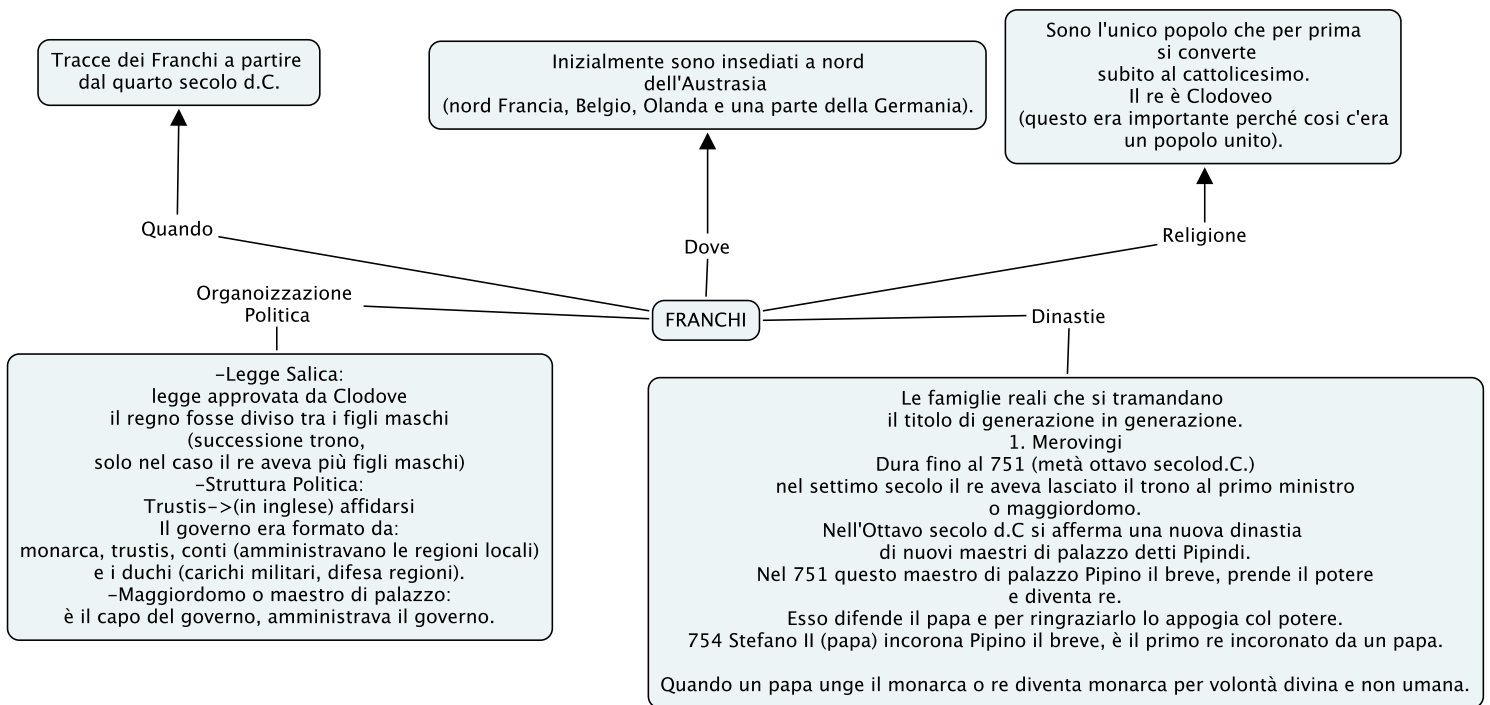 Tracce dei Franchi a partire
dal quarto secolo d.C.
Inizialmente sono insediati a nord
dell'Austrasia
(nord Francia, Belgio, Olanda e una parte della Germania).
Sono l'unico popolo che per prima
si converte
subito al cattolicesimo.
Il re è Clodoveo
(questo era importante perché cosi c'era
un popolo unito).
Quando
Dove
Religione
Organoizzazione
Politica
FRANCHI
Dinastie
-Legge Salica:
legge approvata da Clodove
il regno fosse diviso tra i figli maschi
(successione trono,
solo nel caso il re aveva più figli maschi)
-Struttura Politica:
Trustis->(in inglese) affidarsi
Il governo era formato da:
monarca, trustis, conti (amministravano le regioni locali)
e i duchi (carichi militari, difesa regioni).
-Maggiordomo o maestro di palazzo:
è il capo del governo, amministrava il governo.
Le famiglie reali che si tramandano
il titolo di generazione in generazione.
1. Merovingi
Dura fino al 751 (metà ottavo secolod.C.)
nel settimo secolo il re aveva lasciato il trono al primo ministro
o maggiordomo.
Nell'Ottavo secolo d.C si afferma una nuova dinastia
di nuovi maestri di palazzo detti Pipindi.
Nel 751 questo maestro di palazzo Pipino il breve, prende il potere
e diventa re.
Esso difende il papa e per ringraziarlo lo appogia col potere.
754 Stefano II (papa) incorona Pipino il breve, è il primo re incoronato da un papa.
Quando un papa unge il monarca o re diventa monarca per volontà divina e non umana.